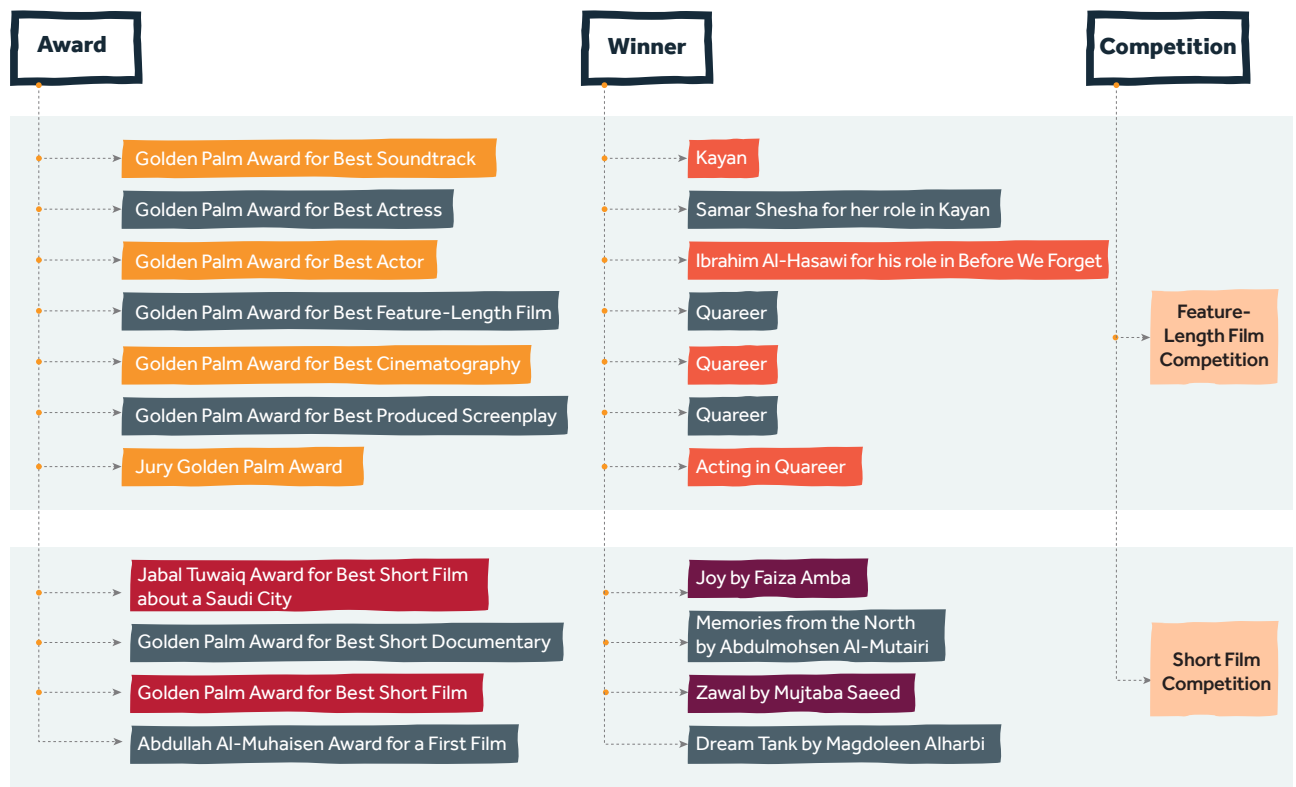 Award
Winner
Competition
Golden Palm Award for Best Soundtrack
Kayan
Golden Palm Award for Best Actress
Samar Shesha for her role in Kayan
Golden Palm Award for Best Actor
Ibrahim Al-Hasawi for his role in Before We Forget
Golden Palm Award for Best Feature-Length Film
Quareer
Golden Palm Award for Best Cinematography
Quareer
Golden Palm Award for Best Produced Screenplay
Quareer
Jury Golden Palm Award
Acting in Quareer
Feature-
Length Film
Competition
Jabal Tuwaiq Award for Best Short Film
about a Saudi City
Joy by Faiza Amba
Golden Palm Award for Best Short Documentary
Memories from the North
by Abdulmohsen Al-Mutairi
Golden Palm Award for Best Short Film
Zawal by Mujtaba Saeed
Abdullah Al-Muhaisen Award for a First Film
Dream Tank by Magdoleen Alharbi
Short Film
Competition